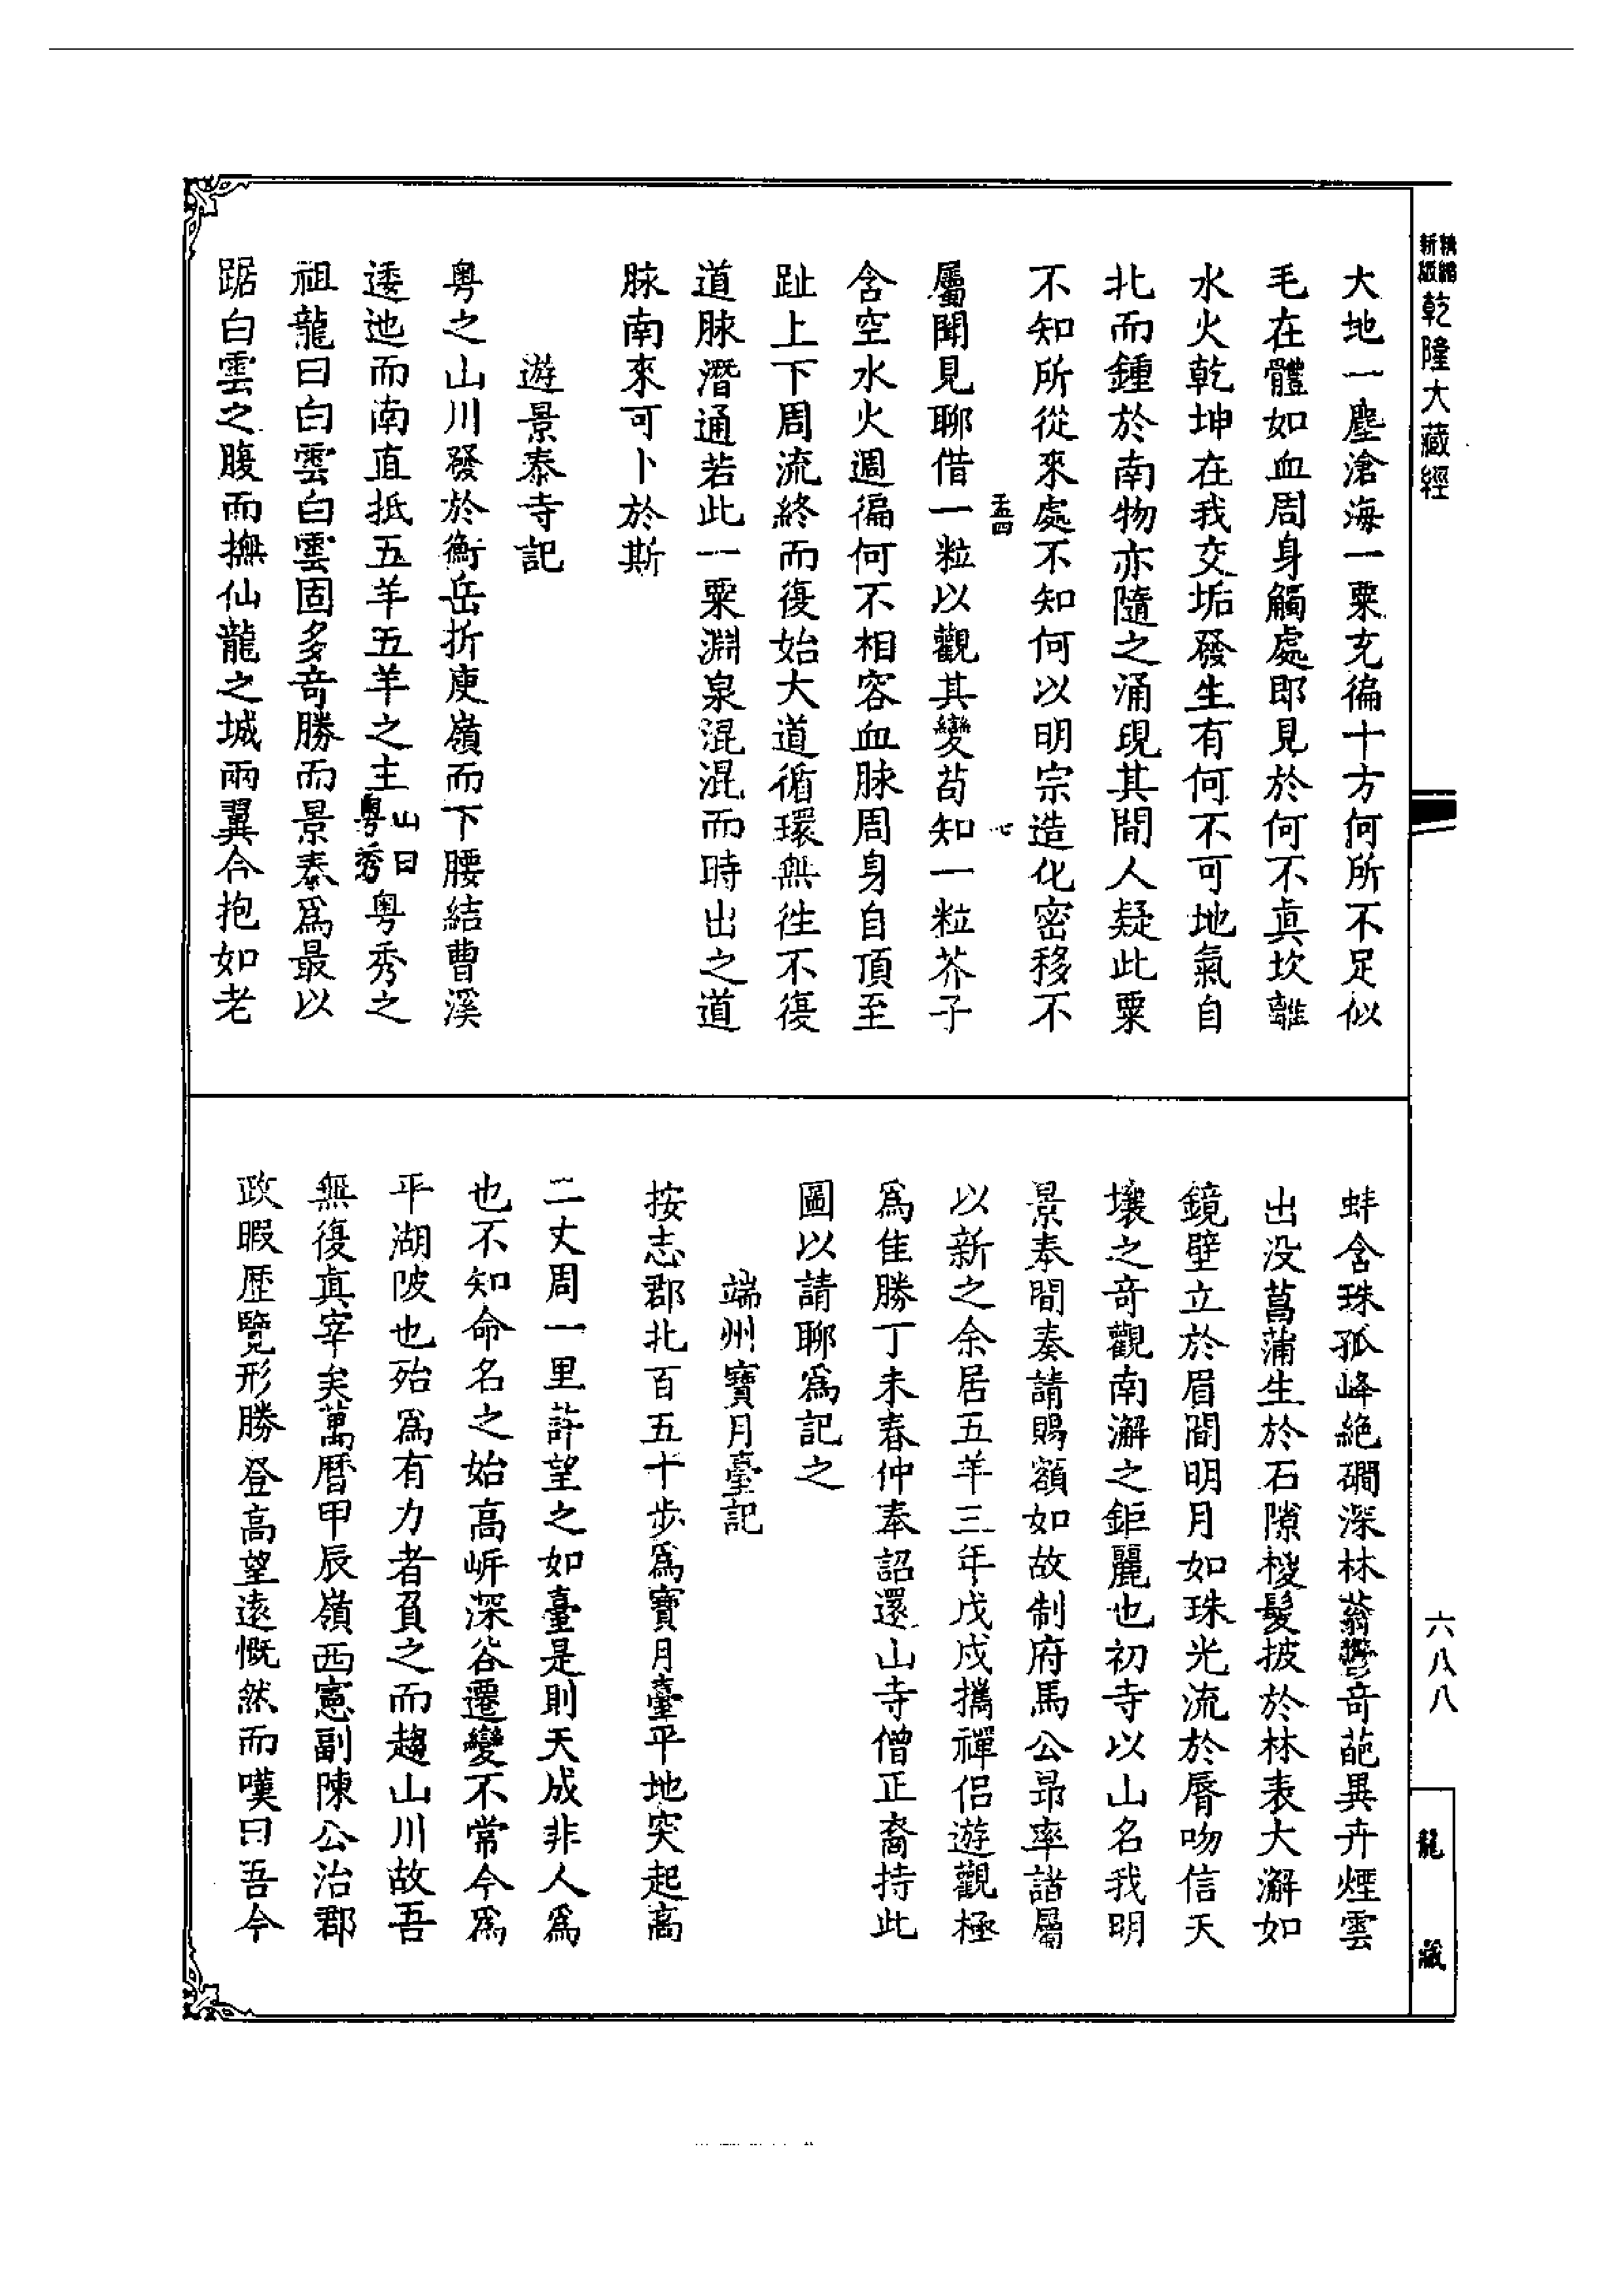 精縮新版
乾隆大藏經
六八八
龍藏
大地一塵滄海一粟充徧十方何所不足似
毛在體如血周身觸處即見於何不真坎離
水火乾坤在我交垢發生有何不可地氣自
北而鍾於南物亦隨之涌現其間人疑此粟
不知所從來處不知何以明宗造化密移不
孟四
心
屬聞見聊借一粒以觀其變苟知一粒芥子
含空水火週徧何不相容血脉周身自頂至
趾上下周流終而復始大道循環無往不復
道脉潛通若此一粟淵泉混混而時出之道
脉南來可卜於斯
遊景泰寺記
粵之山川發於衡岳折庾嶺而下腰結曹溪
逶迤而南直抵五羊五羊之主山曰粵秀粵秀之
祖龍曰白雲白雲固多奇勝而景泰為最以
踞白雲之腹而撫仙龍之城兩翼合抱如老
蚌含珠孤峰絕磵深林蓊鬱奇葩異卉煙雲
出没菖蒲生於石隙椶髮披於林表大澥如
鏡壁立於眉間明月如珠光流於脣吻信天
壤之奇觀南澥之鉅麗也初寺以山名我明
景泰間奏請賜額如故制府馬公昂率諸屬
以新之余居五羊三年戊戍攜禪侣遊觀極
為隹勝丁未春仲奉詔還山寺僧正裔持此
圖以請聊為記之
端州寶月臺記
按志郡北百五十步為寶月臺平地突起高
二丈周一里許望之如臺是則天成非人為
也不知命名之始高岍深谷遷變不常今為
平湖陂也殆為有力者負之而趨山川故吾
無復真宰矣萬曆甲辰嶺西憲副陳公治郡
政暇歷覽形勝登高望遠慨然而嘆曰吾今